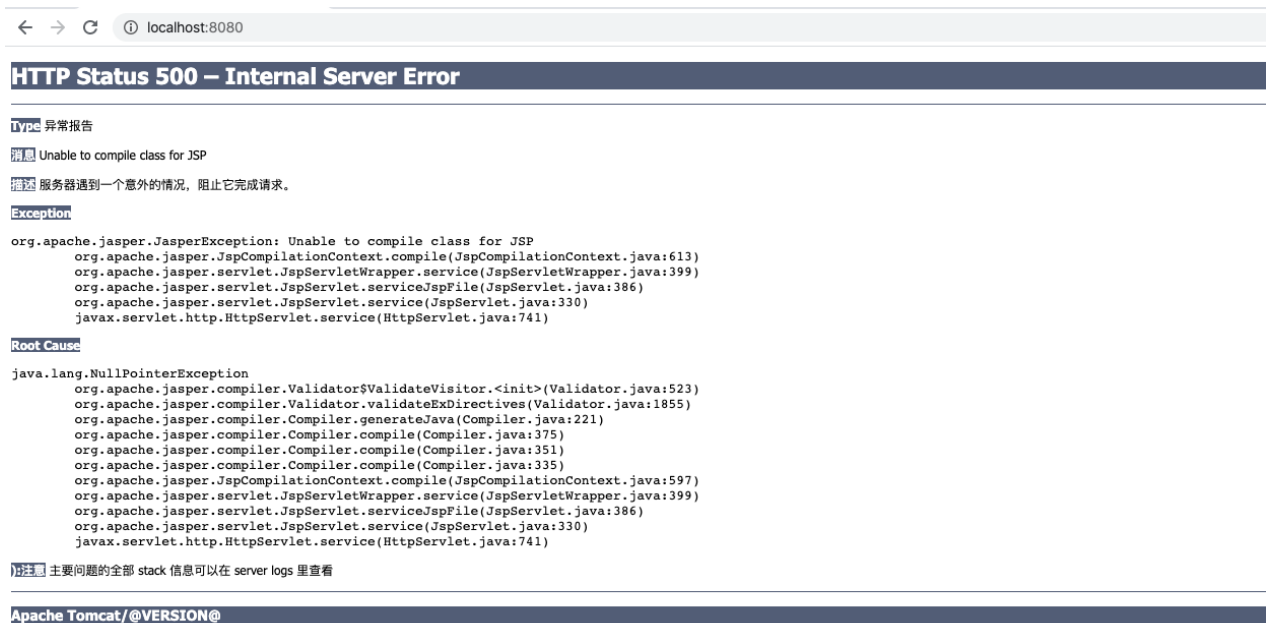 localhost:8080
HTTP Status 500 – Internal Server Error
Type 异常报告
消息 Unable to compile class for JSP
描述 服务器遇到一个意外的情况，阻止它完成请求。
Exception
org.apache.jasper.JasperException: Unable to compile class for JSP
org.apache.jasper.JspCompilationContext.compile(JspCompilationContext.java:613)
org.apache.jasper.servlet.JspServletWrapper.service(JspServletWrapper.java:399)
org.apache.jasper.servlet.JspServlet.serviceJspFile(JspServlet.java:386)
org.apache.jasper.servlet.JspServlet.service(JspServlet.java:330)
javax.servlet.http.HttpServlet.service(HttpServlet.java:741)
Root Cause
java.lang.NullPointerException
org.apache.jasper.compiler.Validator$ValidateVisitor.<init>(Validator.java:523)
org.apache.jasper.compiler.Validator.validateExDirectives(Validator.java:1855)
org.apache.jasper.compiler.Compiler.generateJava(Compiler.java:221)
org.apache.jasper.compiler.Compiler.compile(Compiler.java:375)
org.apache.jasper.compiler.Compiler.compile(Compiler.java:351)
org.apache.jasper.compiler.Compiler.compile(Compiler.java:335)
org.apache.jasper.JspCompilationContext.compile(JspCompilationContext.java:597)
org.apache.jasper.servlet.JspServletWrapper.service(JspServletWrapper.java:399)
org.apache.jasper.servlet.JspServlet.serviceJspFile(JspServlet.java:386)
org.apache.jasper.servlet.JspServlet.service(JspServlet.java:330)
javax.servlet.http.HttpServlet.service(HttpServlet.java:741)
):注意 主要问题的全部 stack 信息可以在 server logs 里查看
Apache Tomcat/@VERSION@